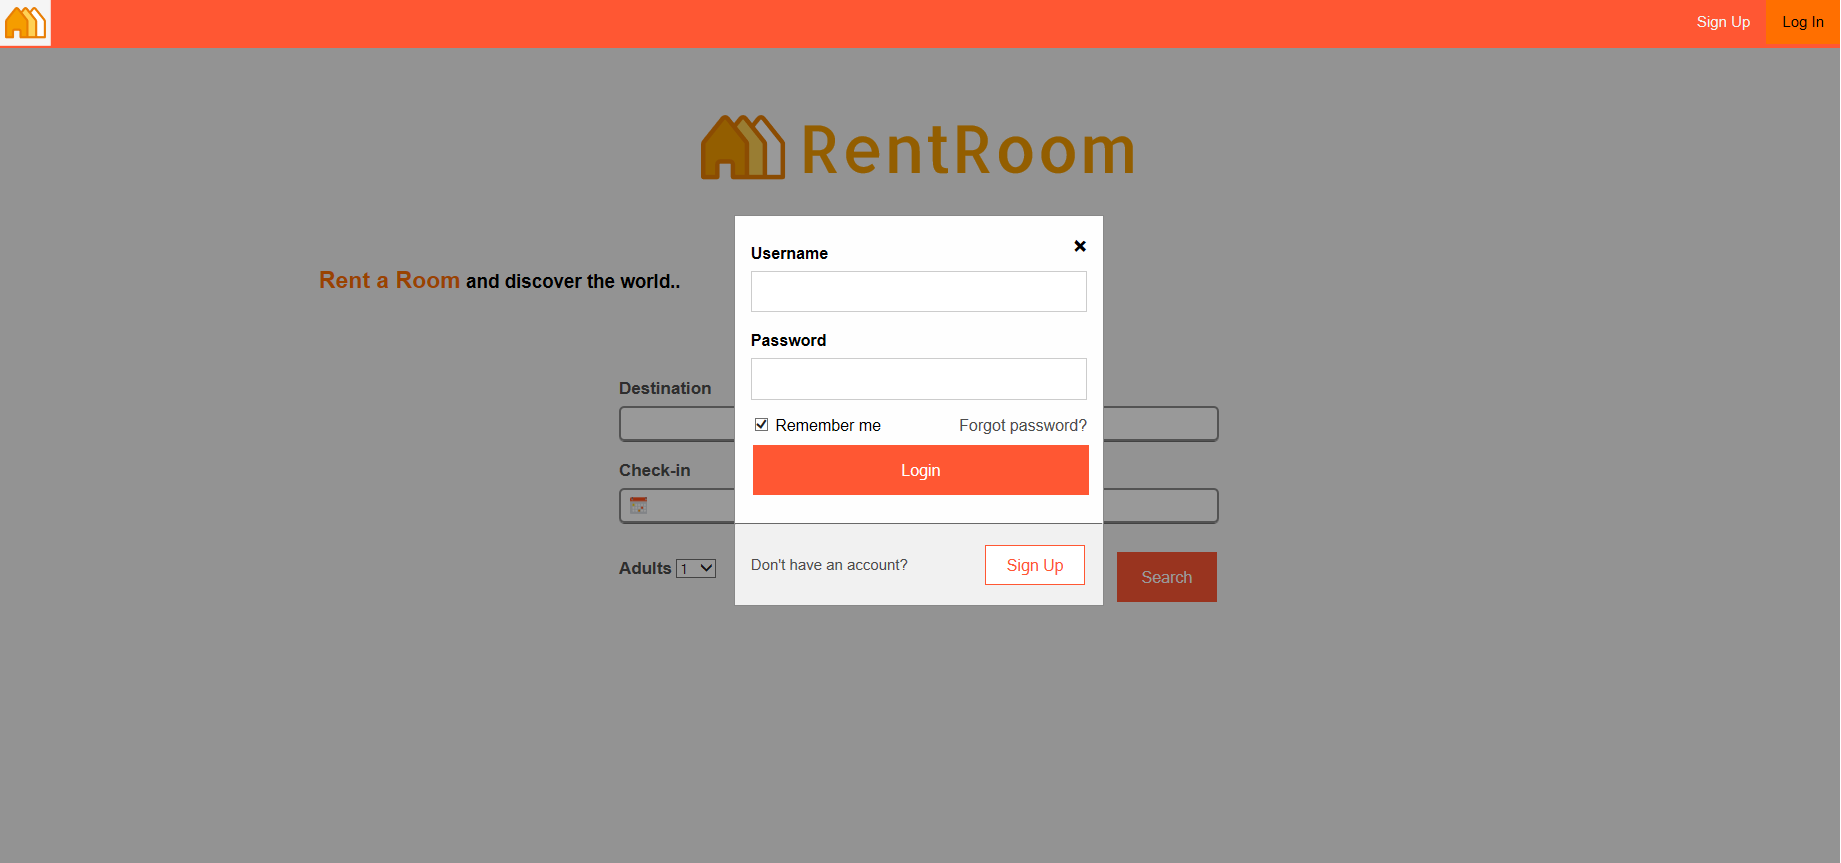 Sign Up
Log In
RentRoom
Rent a Room and discover the world..
Username
Password
Remember me
Forgot password?
Login
Don't have an account?
Sign Up
Destination
Check-in
Adults 1
Search